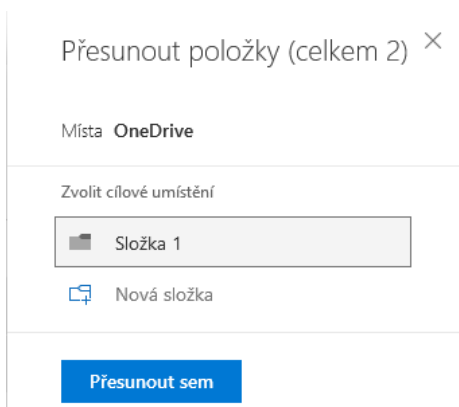 Přesunout položky (celkem 2)
Místa OneDrive
Zvolit cílové umístění
Složka 1
Nová složka
Přesunout sem